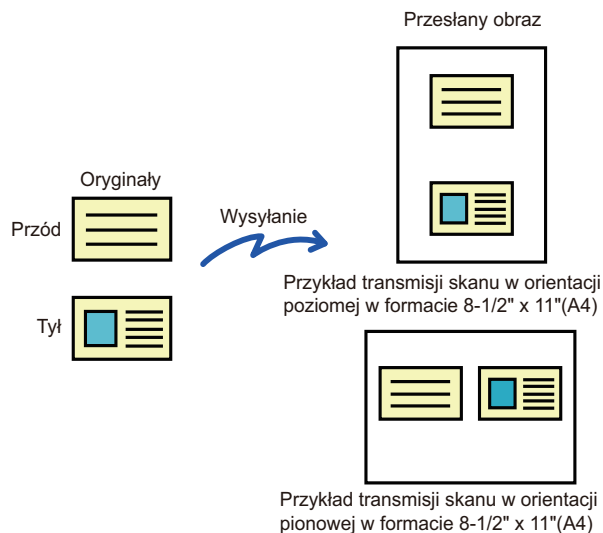 Przesłany obraz
Oryginały
Przód
Wysyłanie
Tył
Przykład transmisji skanu w orientacji
poziomej w formacie 8-1/2" x 11"(A4)
Przykład transmisji skanu w orientacji
pionowej w formacie 8-1/2" x 11"(A4)